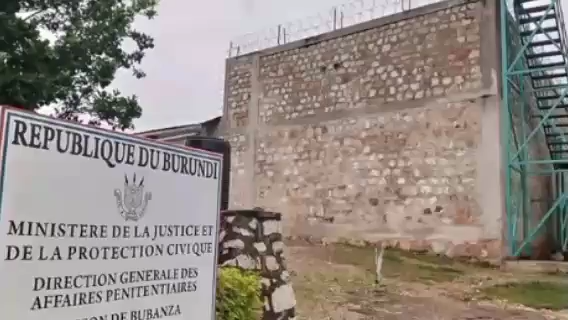 REPUBLIQUE DU BURUNDI
MINISTERE DE LA JUSTICE ET
DE LA PROTECTION CIVIQUE
DIRECTION GENERALE DES
AFFAIRES PENITENTIAIRES
DE BUBANZA